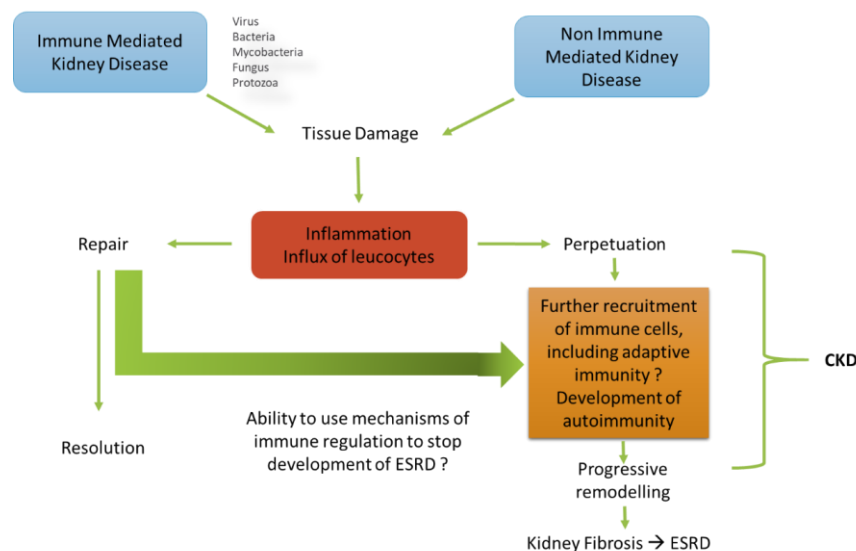 Immune Mediated
Kidney Disease
Virus
Bacteria
Mycobacteria
Fungus
Protozoa
Non Immune
Mediated Kidney
Disease
Tissue Damage
Repair
Inflammation
Influx of leucocytes
Perpetuation
Further recruitment
of immune cells,
including adaptive
immunity ?
Development of
autoimmunity
CKD
Resolution
Ability to use mechanisms of
immune regulation to stop
development of ESRD ?
Progressive
remodelling
Kidney Fibrosis → ESRD